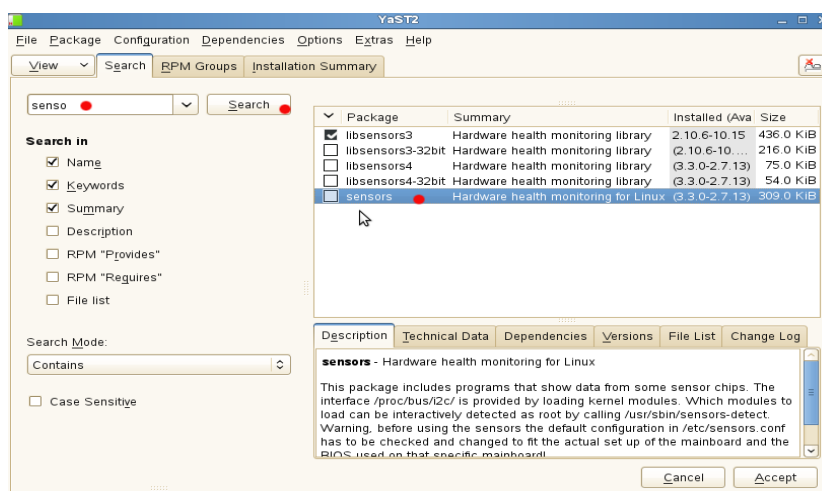 YaST2
File Package Configuration Dependencies Options Extras Help
View Search RPM Groups Installation Summary
senso Search
Search in
Name
Keywords
Summary
Description
RPM "Provides"
RPM "Requires"
File list
Search Mode:
Contains
Case Sensitive
Package Summary Installed (Ava Size
libsensors3 Hardware health monitoring library 2.10.6-10.15 436.0 KiB
libsensors3-32bit Hardware health monitoring library (2.10.6-10.... 216.0 KiB
libsensors4 Hardware health monitoring library (3.3.0-2.7.13) 75.0 KiB
libsensors4-32bit Hardware health monitoring library (3.3.0-2.7.13) 54.0 KiB
sensors Hardware health monitoring for Linux (3.3.0-2.7.13) 309.0 KiB
Description Technical Data Dependencies Versions File List Change Log
sensors - Hardware health monitoring for Linux
This package includes programs that show data from some sensor chips. The
interface /proc/bus/i2c/ is provided by loading kernel modules. Which modules to
load can be interactively detected as root by calling /usr/sbin/sensors-detect.
Warning, before using the sensors the default configuration in /etc/sensors.conf
has to be checked and changed to fit the actual set up of the mainboard and the
BIOS used on that specific mainboard!
Cancel Accept